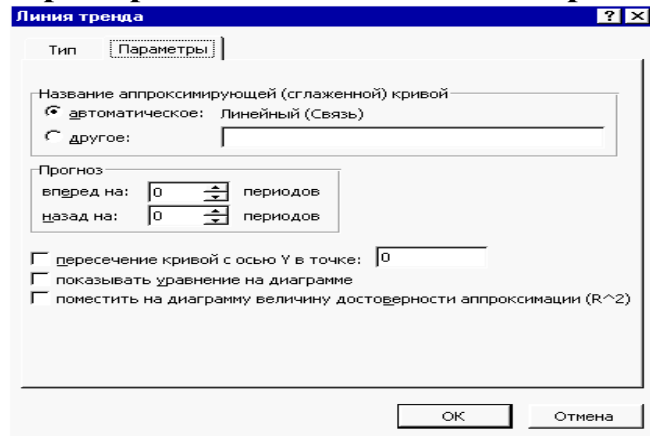 Линия тренда
Тип
Параметры
Название аппроксимирующей (сглаженной) кривой
автоматическое: Линейный (Связь)
другое:
Прогноз
вперед на: 0 периодов
назад на: 0 периодов
пересечение кривой с осью Y в точке: 0
показывать уравнение на диаграмме
поместить на диаграмму величину достоверности аппроксимации (R^2)
ОК
Отмена